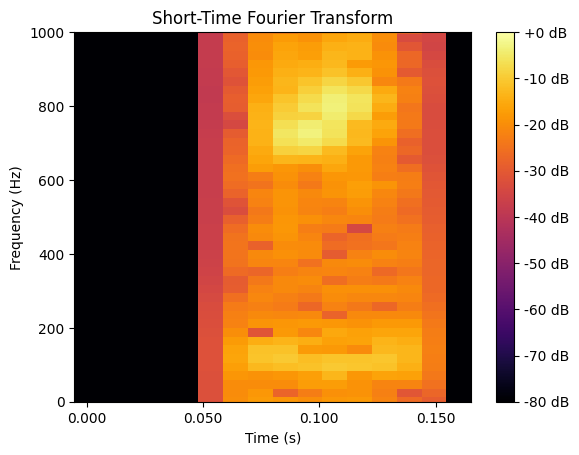 Short-Time Fourier Transform
1000
800
600
400
200
0
Frequency (Hz)
0.000
0.050
0.100
0.150
Time (s)
+0 dB
-10 dB
-20 dB
-30 dB
-40 dB
-50 dB
-60 dB
-70 dB
-80 dB